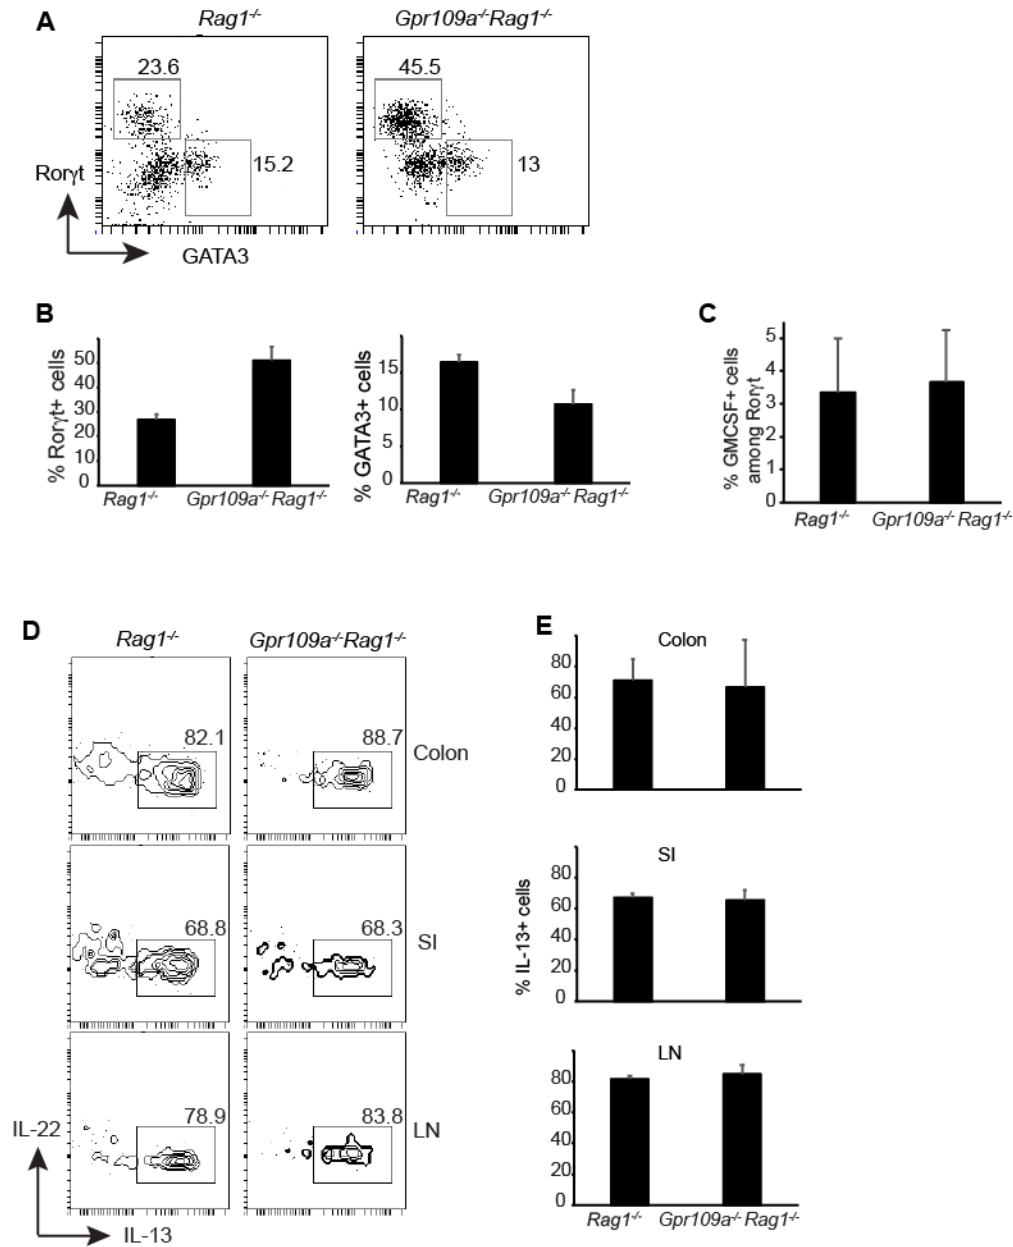 A
Rag1-/-
Gpr109a-/-Rag1-/-
23.6
45.5
15.2
13
Rorγt
GATA3
B
C
% Rorγt+ cells
50
40
30
20
10
0
Rag1-/-
Gpr109a-/- Rag1-/-
% GATA3+ cells
15
10
5
0
Rag1-/-
Gpr109a-/- Rag1-/-
% GMCSF+ cells
among Rorγt
5
4
3
2
1
0
Rag1-/-
Gpr109a-/- Rag1-/-
D
Rag1-/-
Gpr109a-/-Rag1-/-
82.1
88.7
Colon
68.8
68.3
SI
78.9
83.8
LN
IL-22
IL-13
E
Colon
80
60
40
20
0
SI
% IL-13+ cells
80
60
40
20
0
LN
80
60
40
20
0
Rag1-/-
Gpr109a-/- Rag1-/-